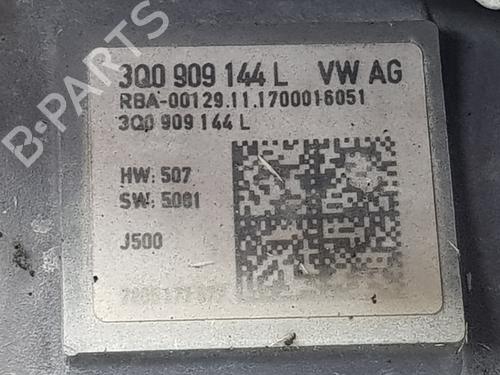 3Q0 909 144 L VW AG
RBA-00129.11.1700016051
3Q0 909 144 L
HW: 507
SW: 5061
J500
B-PARTS